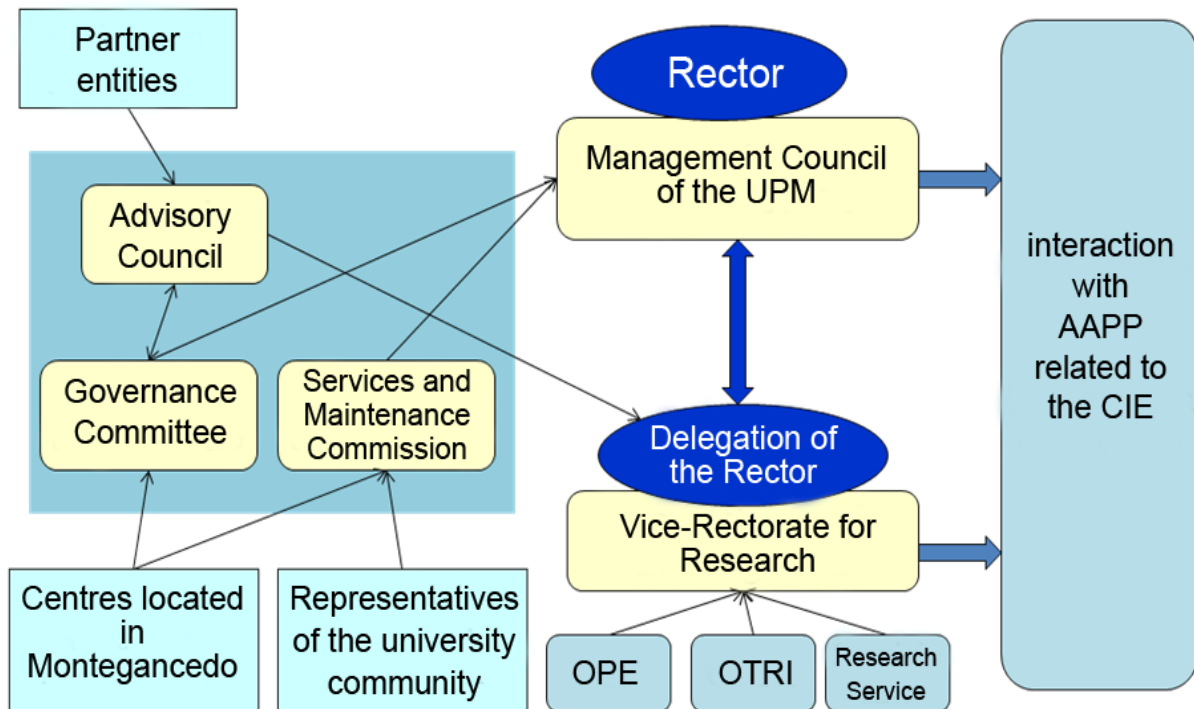 Partner
entities
Rector
Management Council
of the UPM
Advisory
Council
interaction
with
AAPP
related to
the CIE
Governance
Committee
Services and
Maintenance
Commission
Delegation of
the Rector
Vice-Rectorate for
Research
Centres located
in
Montegancedo
Representatives
of the university
community
OPE
OTRI
Research
Service